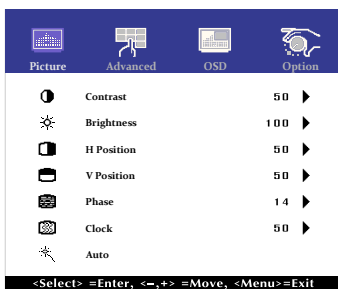 Picture Advanced OSD Option
Contrast 50
Brightness 100
H Position 50
V Position 50
Phase 14
Clock 50
Auto
<Select> =Enter, <–,+> =Move, <Menu>=Exit